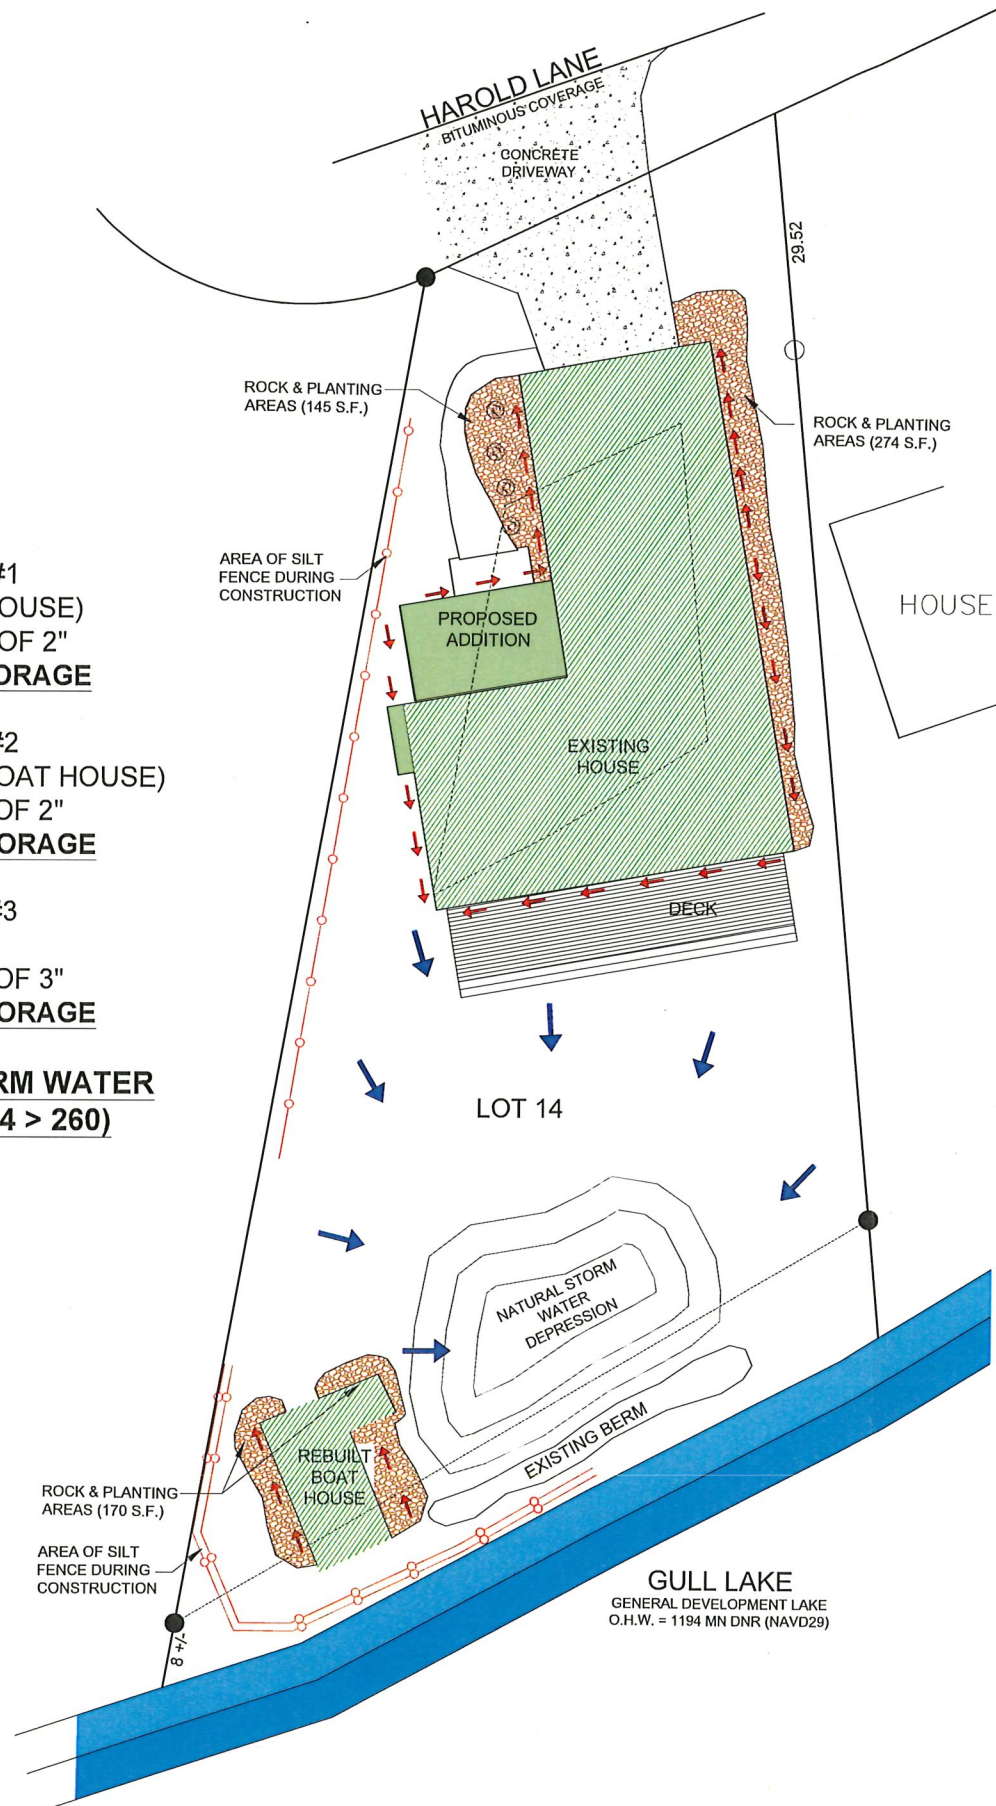 HAROLD LANE
BITUMINOUS COVERAGE
CONCRETE
DRIVEWAY
29.52
ROCK & PLANTING
AREAS (145 S.F.)
ROCK & PLANTING
AREAS (274 S.F.)
AREA OF SILT
FENCE DURING
CONSTRUCTION
#1
OUSE)
OF 2"
ORAGE
HOUSE
PROPOSED
ADDITION
#2
OAT HOUSE)
OF 2"
ORAGE
EXISTING
HOUSE
#3
OF 3"
ORAGE
DECK
RM WATER
4 > 260)
LOT 14
NATURAL STORM
WATER
DEPRESSION
EXISTING BERM
REBUILT
BOAT
HOUSE
ROCK & PLANTING
AREAS (170 S.F.)
AREA OF SILT
FENCE DURING
CONSTRUCTION
8 +/-
GULL LAKE
GENERAL DEVELOPMENT LAKE
O.H.W. = 1194 MN DNR (NAVD29)